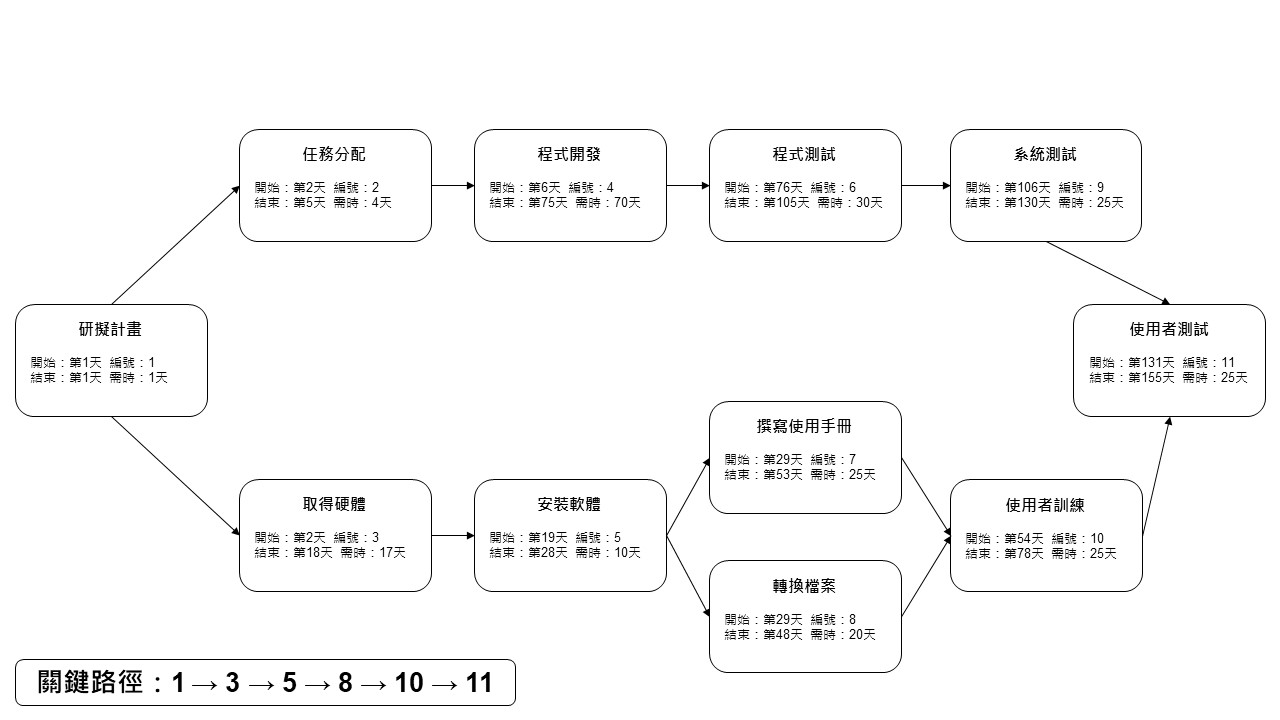 任務分配
開始：第2天 編號：2
結束：第5天 需時：4天
程式開發
開始：第6天 編號：4
結束：第75天 需時：70天
程式測試
開始：第76天 編號：6
結束：第105天 需時：30天
系統測試
開始：第106天 編號：9
結束：第130天 需時：25天
研擬計畫
開始：第1天 編號：1
結束：第1天 需時：1天
使用者測試
開始：第131天 編號：11
結束：第155天 需時：25天
撰寫使用手冊
開始：第29天 編號：7
結束：第53天 需時：25天
取得硬體
開始：第2天 編號：3
結束：第18天 需時：17天
安裝軟體
開始：第19天 編號：5
結束：第28天 需時：10天
使用者訓練
開始：第54天 編號：10
結束：第78天 需時：25天
轉換檔案
開始：第29天 編號：8
結束：第48天 需時：20天
關鍵路徑：1 → 3 → 5 → 8 → 10 → 11